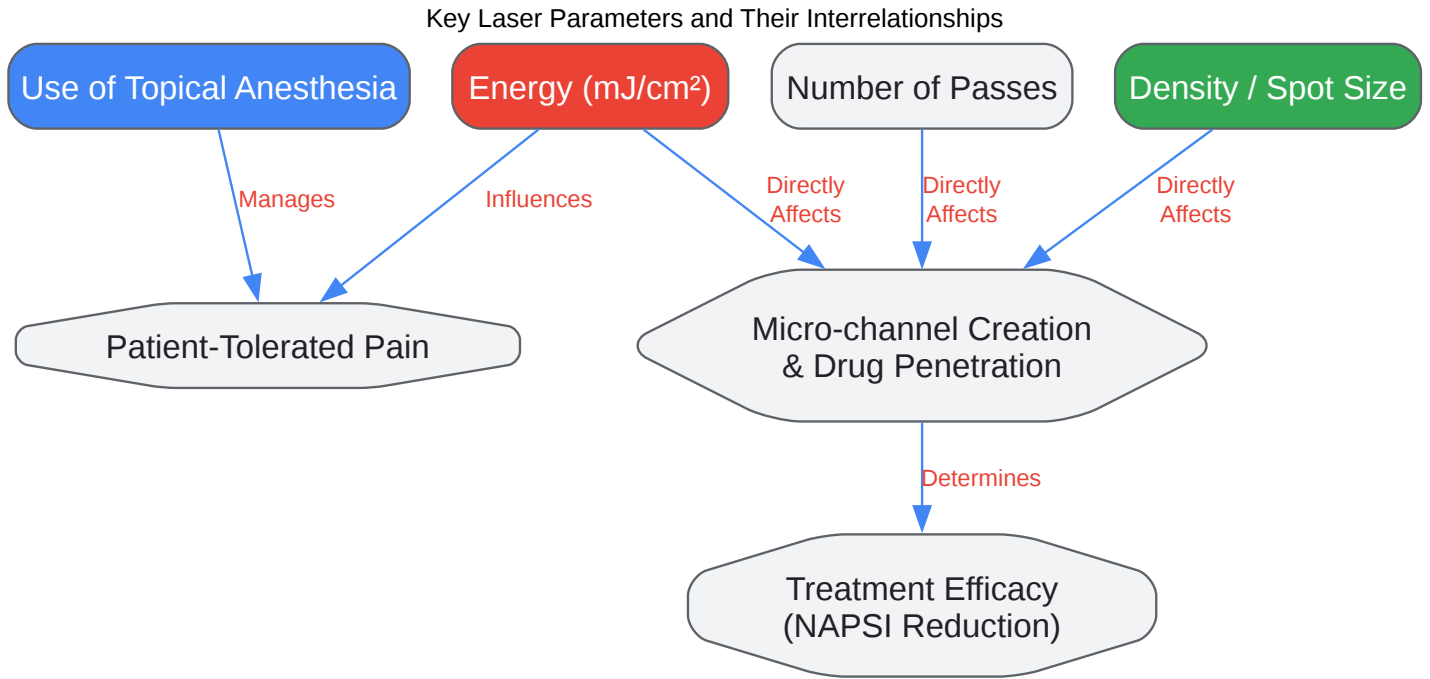 Key Laser Parameters and Their Interrelationships
Use of Topical Anesthesia
Energy (mJ/cm²)
Number of Passes
Density / Spot Size
Manages
Influences
Directly
Affects
Directly
Affects
Directly
Affects
Patient-Tolerated Pain
Micro-channel Creation
& Drug Penetration
Determines
Treatment Efficacy
(NAPSI Reduction)